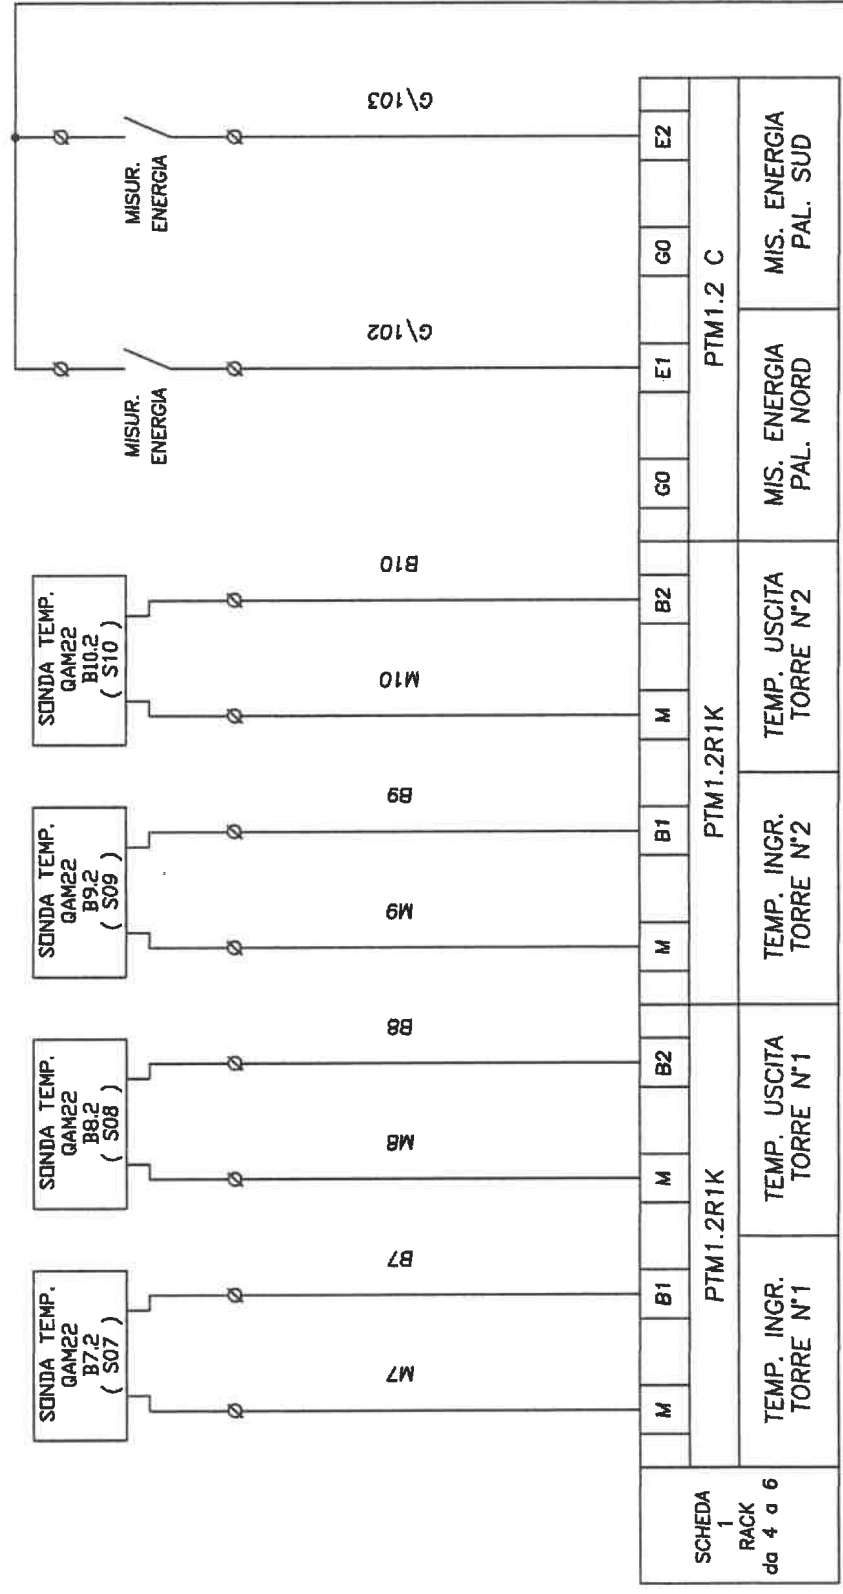 SONDA TEMP.
QAM22
B7.2
( S07 )
SONDA TEMP.
QAM22
B8.2
( S08 )
SONDA TEMP.
QAM22
B9.2
( S09 )
SONDA TEMP.
QAM22
B10.2
( S10 )
MISUR.
ENERGIA
MISUR.
ENERGIA
M7
B7
M8
B8
M9
B9
M10
B10
G/102
G/103
SCHEDA
1
RACK
da 4 a 6
M
B1
M
B2
M
B1
M
B2
G0
E1
G0
E2
PTM1.2R1K
PTM1.2R1K
PTM1.2 C
TEMP. INGR.
TORRE N°1
TEMP. USCITA
TORRE N°1
TEMP. INGR.
TORRE N°2
TEMP. USCITA
TORRE N°2
MIS. ENERGIA
PAL. NORD
MIS. ENERGIA
PAL. SUD